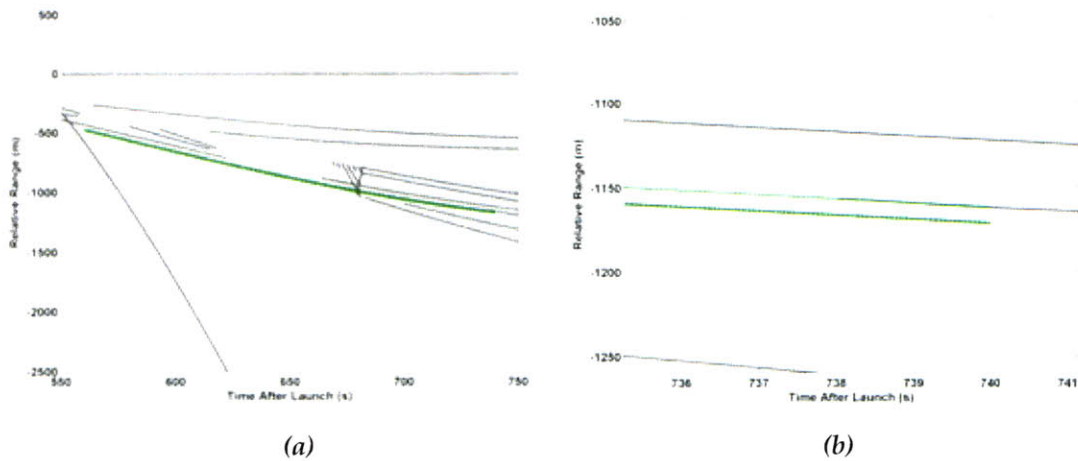 500
0
-500
1000
-1500
-2000
-2500
Relative Range (m)
550 600 650 700 750
Time After Launch (s)
(a)
-1050
-1100
-1150
-1200
-1250
Relative Range (m)
736 737 738 739 740 741
Time After Launch (s)
(b)